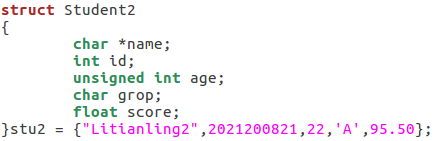 struct Student2
{
        char *name;
        int id;
        unsigned int age;
        char grop;
        float score;
}stu2 = {"Litianling2",2021200821,22,'A',95.50};